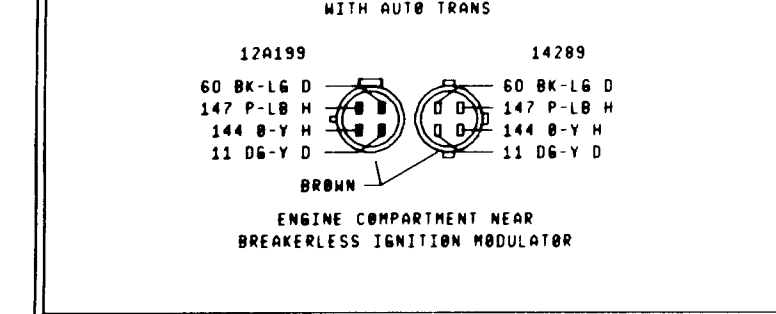 WITH AUTO TRANS
12A199
14289
60 BK-LG D
60 BK-LG D
147 P-LB H
147 P-LB H
144 O-Y H
144 O-Y H
11 DG-Y D
11 DG-Y D
BROWN
ENGINE COMPARTMENT NEAR
BREAKERLESS IGNITION MODULATOR